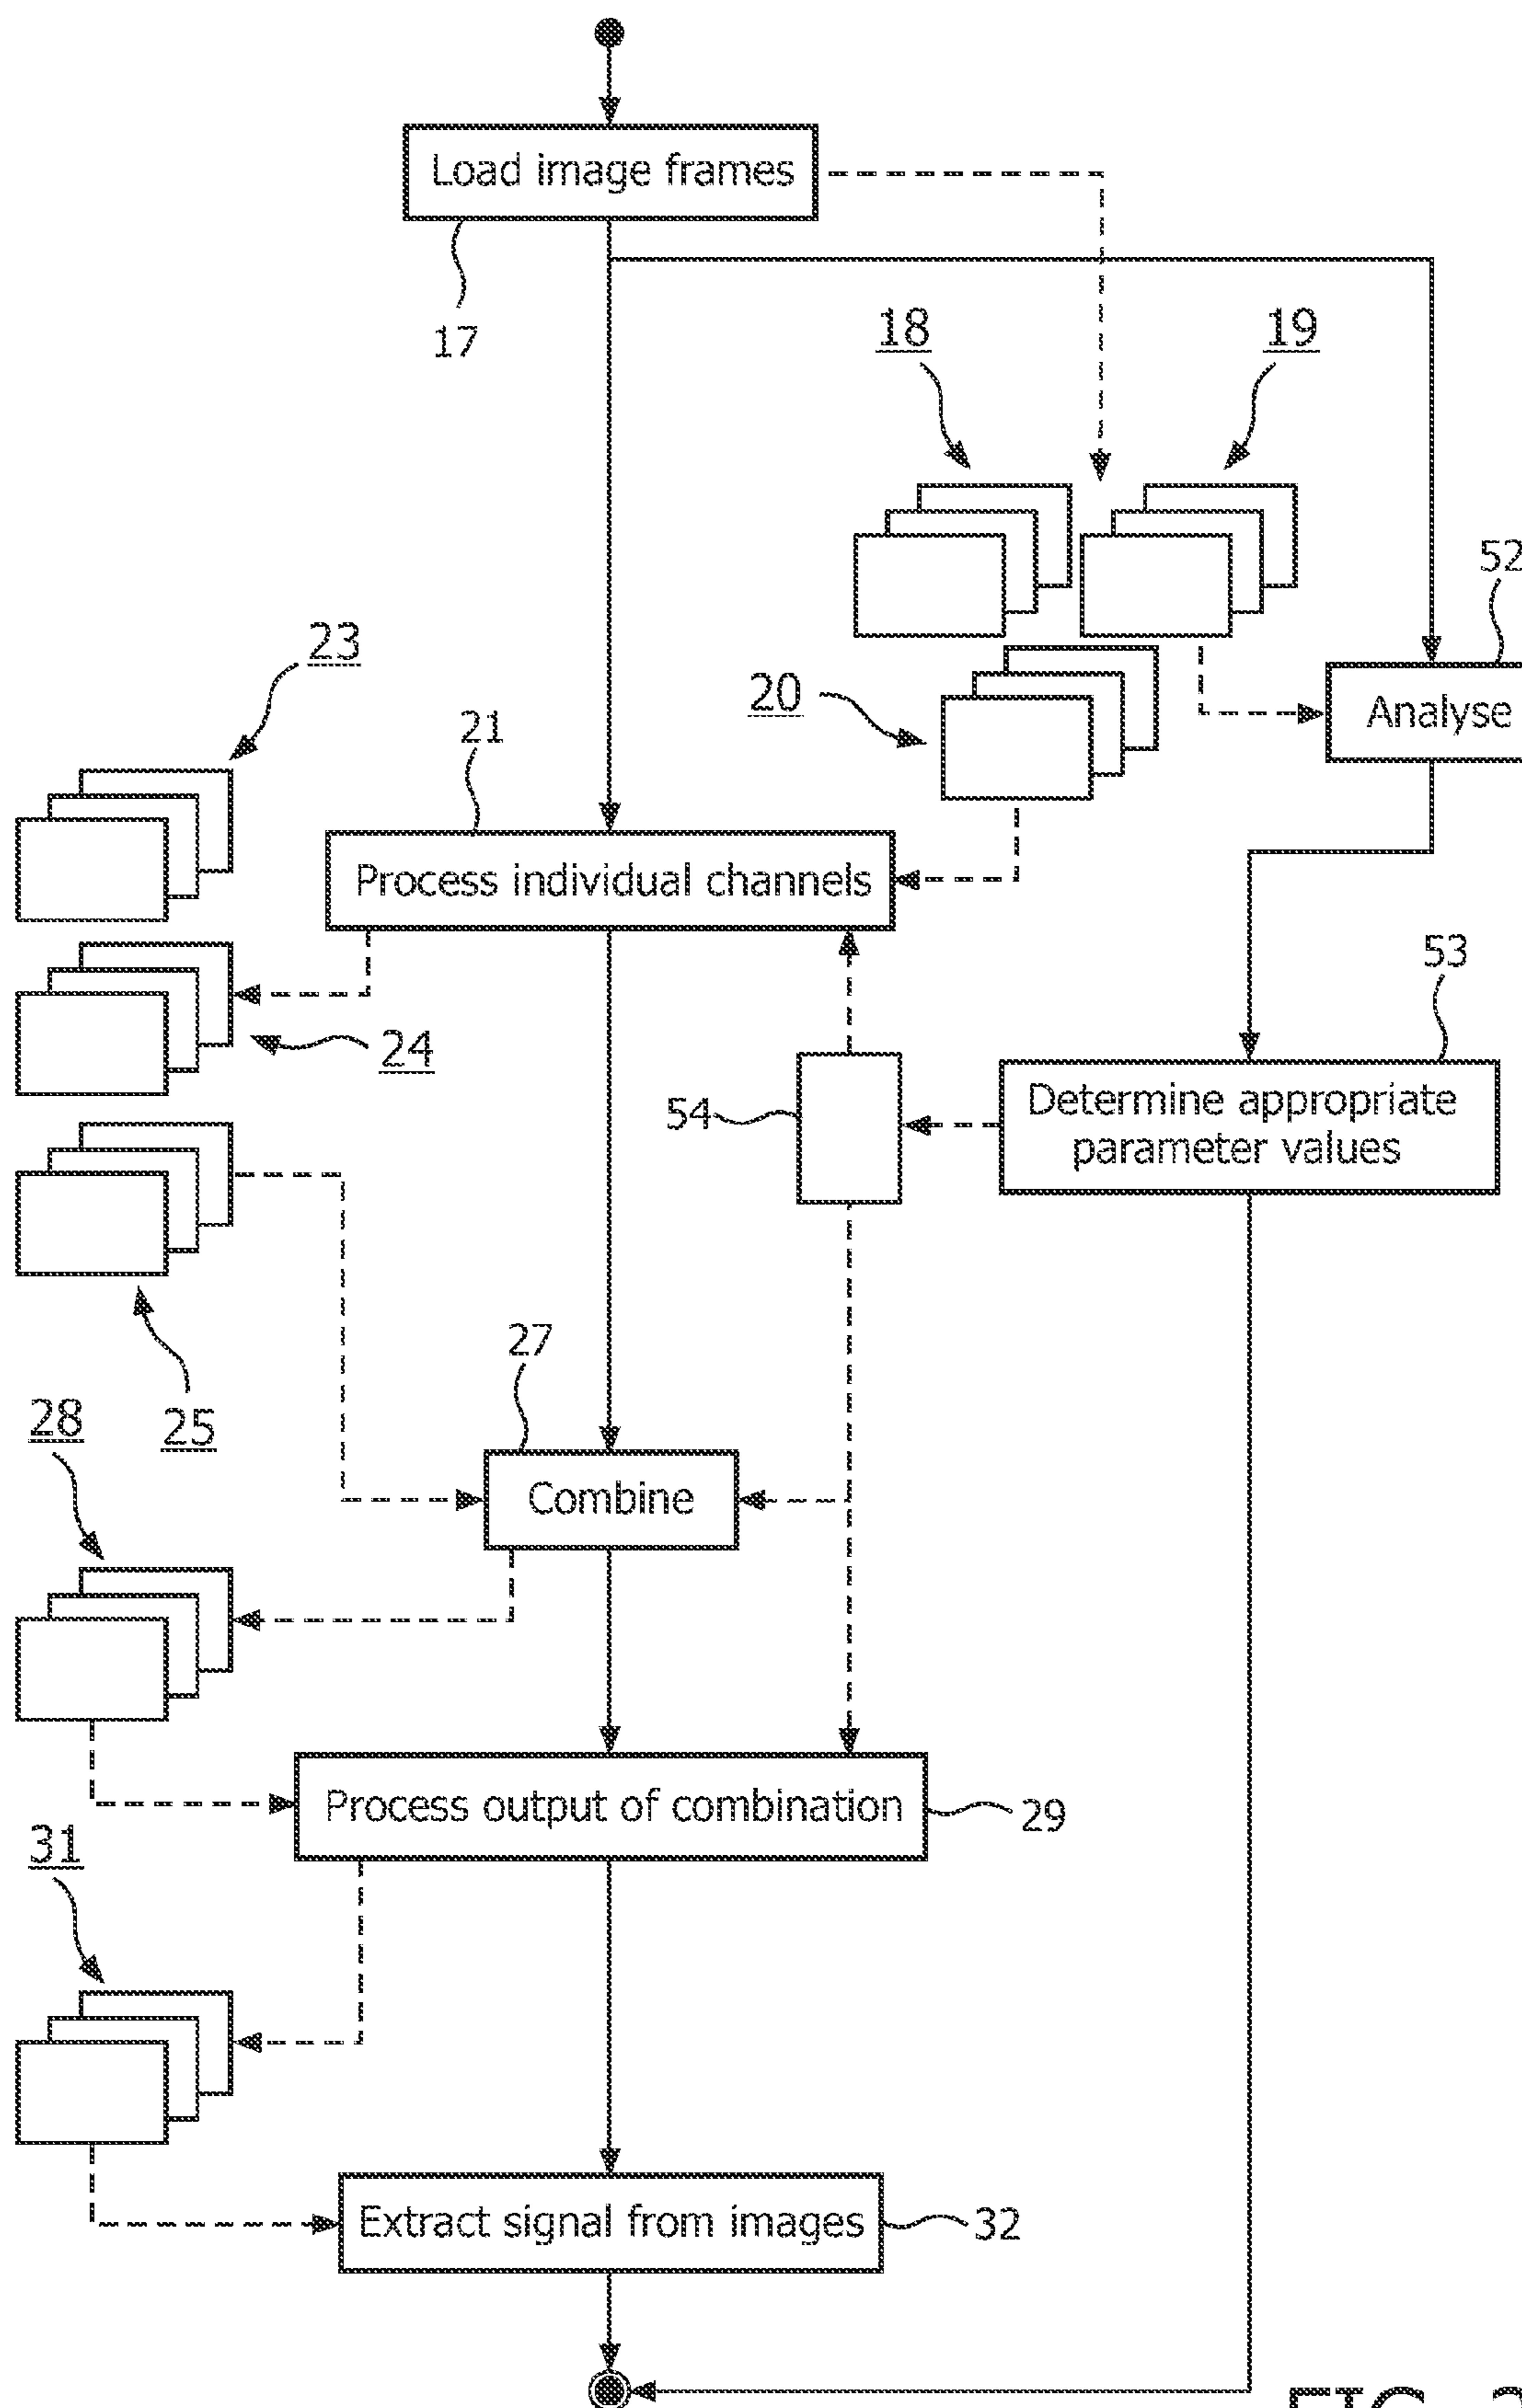 Load image frames
17
18
19
52
23
20
Analyse
21
Process individual channels
53
24
54
Determine appropriate
parameter values
27
28
25
Combine
Process output of combination
29
31
Extract signal from images
32